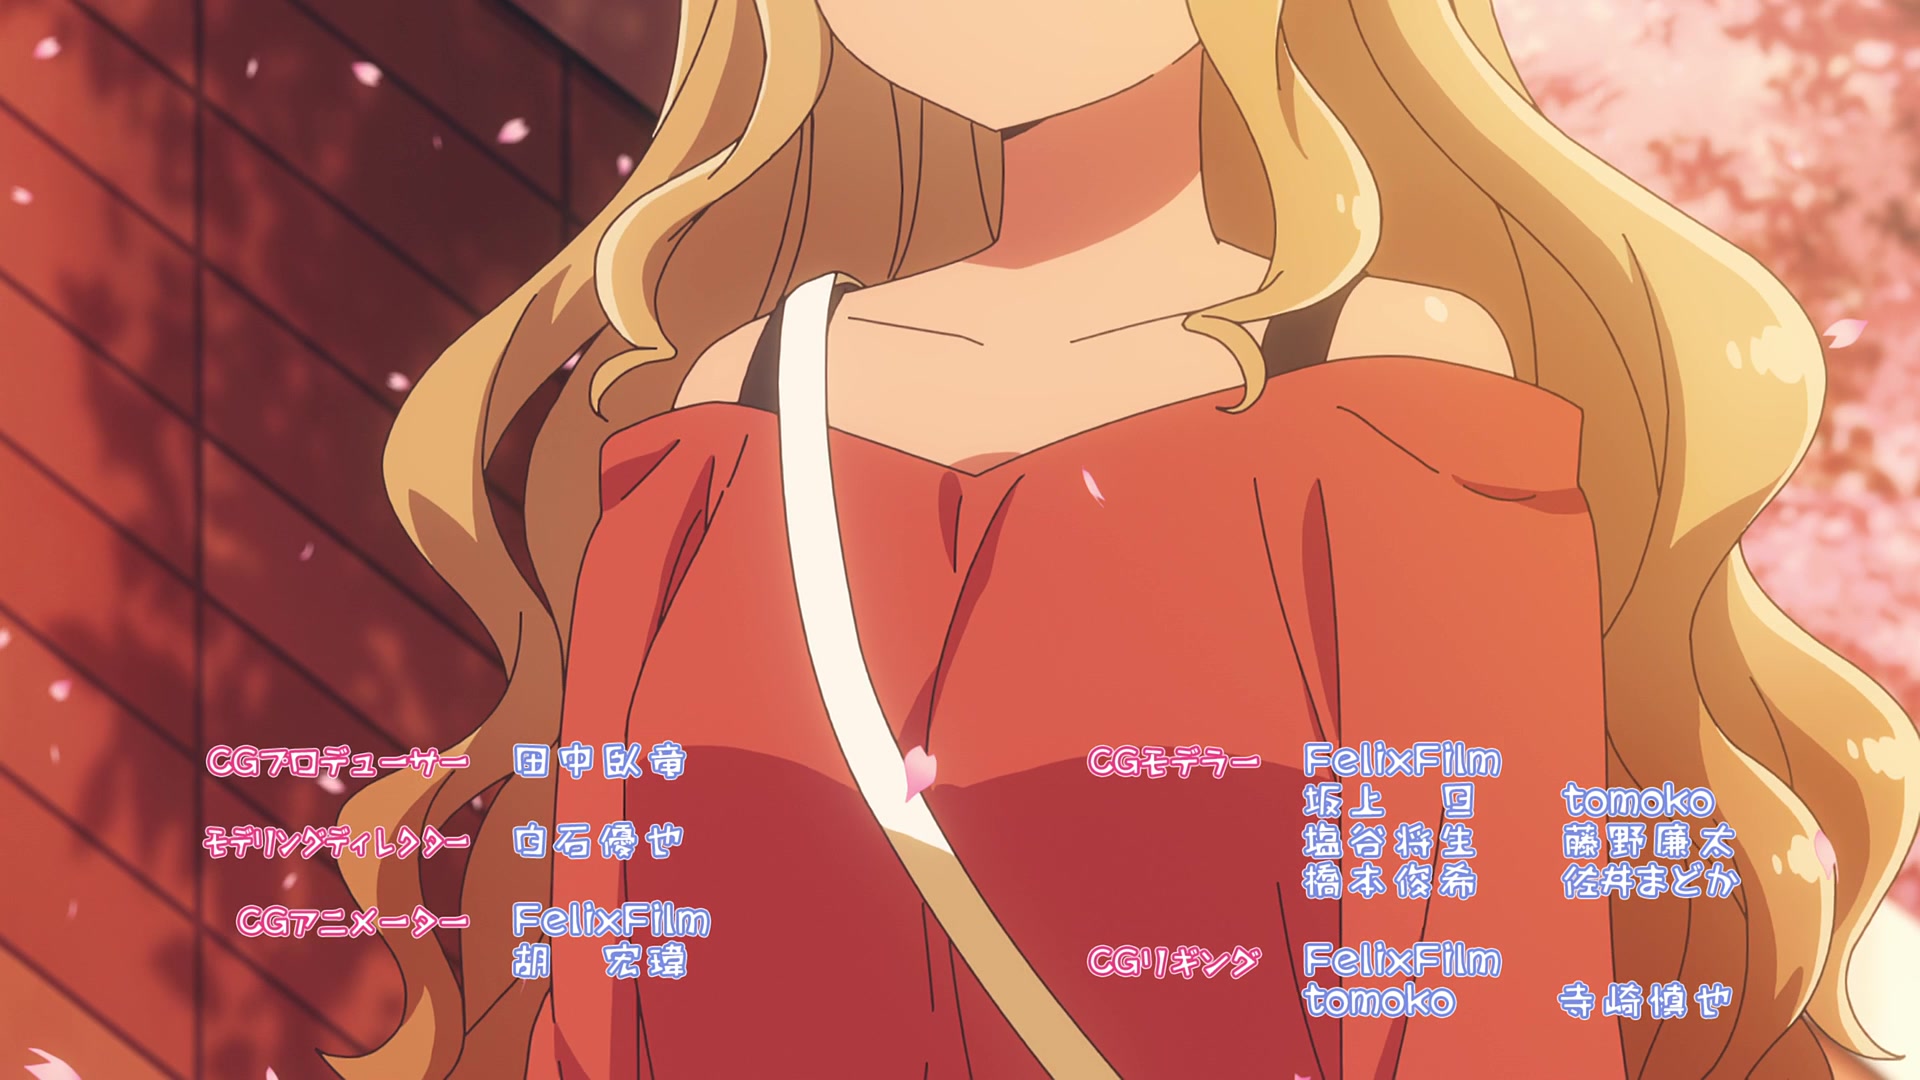 CGプロデューサー 田中臥竜
モデリングディレクター 白石優也
CGアニメーター FelixFilm
胡 宏瑋
CGモデラー FelixFilm
坂上 図 tomoko
塩谷将生 藤野廉太
橋本俊希 佐井まどか
CGリギング FelixFilm
tomoko 寺崎慎也